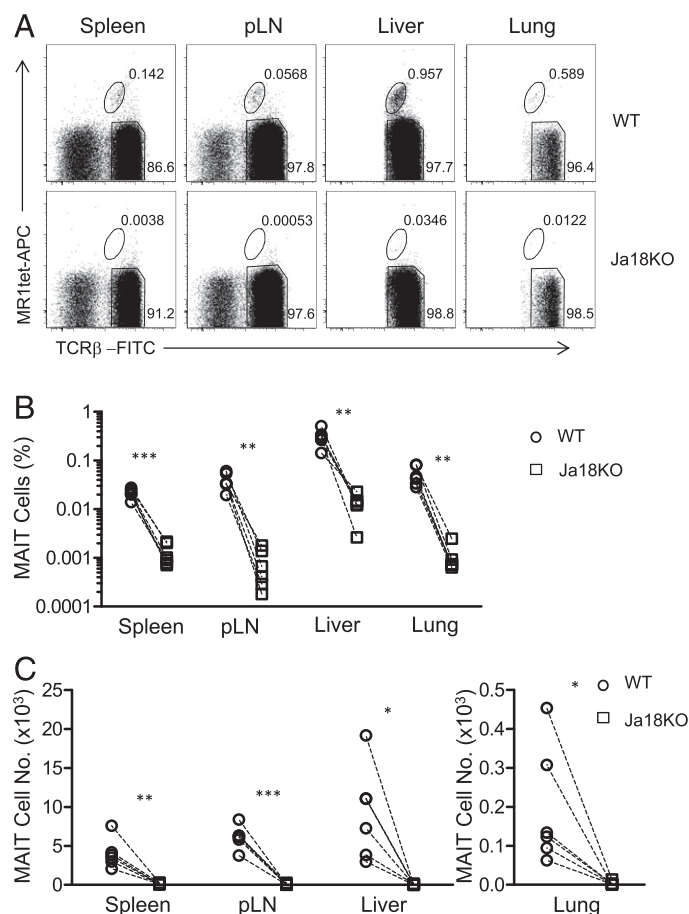 A
Spleen pLN Liver Lung
0.142 0.0568 0.957 0.589
WT
86.6 97.8 97.7 96.4
0.0038 0.00053 0.0346 0.0122
Ja18KO
91.2 97.6 98.8 98.5
MR1tet-APC
TCRβ –FITC
B
*** ** ** **
WT
Ja18KO
MAIT Cells (%)
1
0.1
0.01
0.001
0.0001
Spleen pLN Liver Lung
C
MAIT Cell No. (x10³)
25
20
15
10
5
0
** *** *
Spleen pLN Liver
MAIT Cell No. (x10³)
0.5
0.4
0.3
0.2
0.1
0.0
*
WT
Ja18KO
Lung